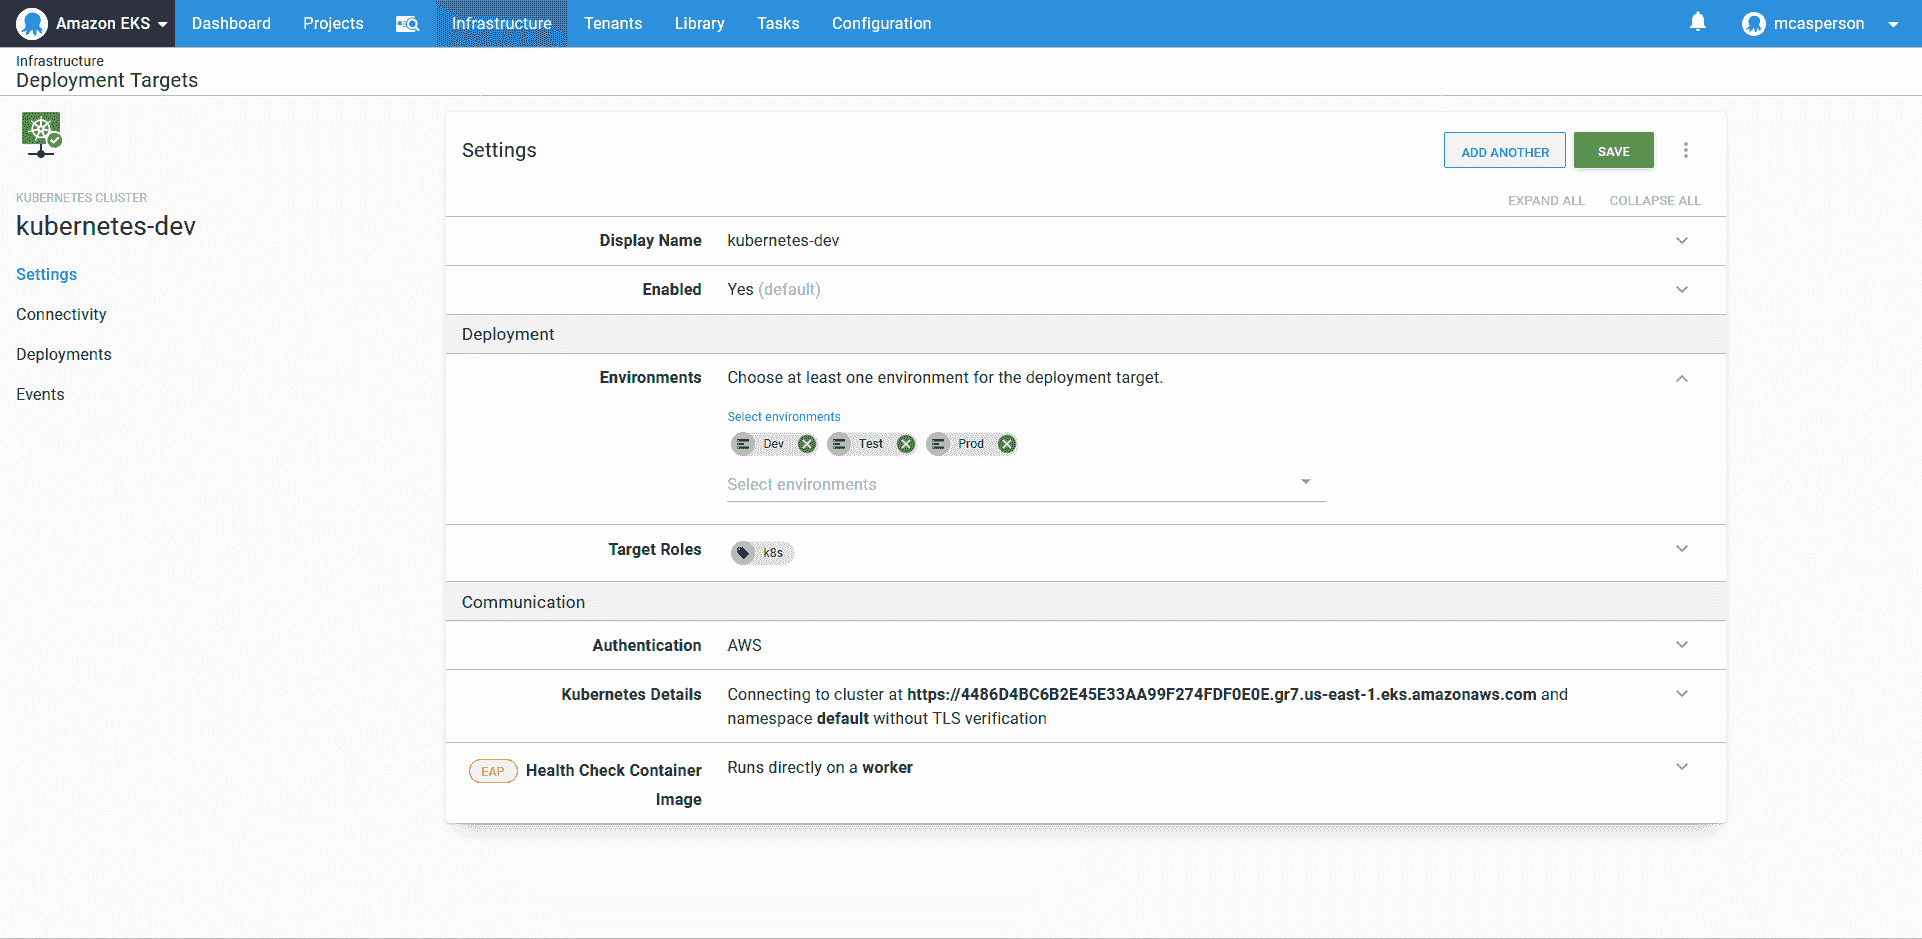 Amazon EKS Dashboard Projects Infrastructure Tenants Library Tasks Configuration mcasperson
Infrastructure
Deployment Targets
KUBERNETES CLUSTER
kubernetes-dev
Settings
Connectivity
Deployments
Events
Settings
ADD ANOTHER SAVE
EXPAND ALL COLLAPSE ALL
Display Name kubernetes-dev
Enabled Yes (default)
Deployment
Environments Choose at least one environment for the deployment target.
Select environments
Dev Test Prod
Select environments
Target Roles k8s
Communication
Authentication AWS
Kubernetes Details Connecting to cluster at https://4486D4BC6B2E45E33AA99F274FDF0E0E.gr7.us-east-1.eks.amazonaws.com and
namespace default without TLS verification
EAP Health Check Container Runs directly on a worker
Image